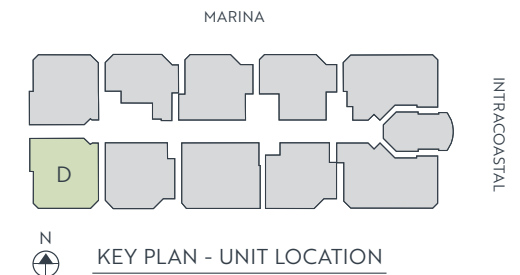 MARINA
INTRACOASTAL
D
N
KEY PLAN - UNIT LOCATION